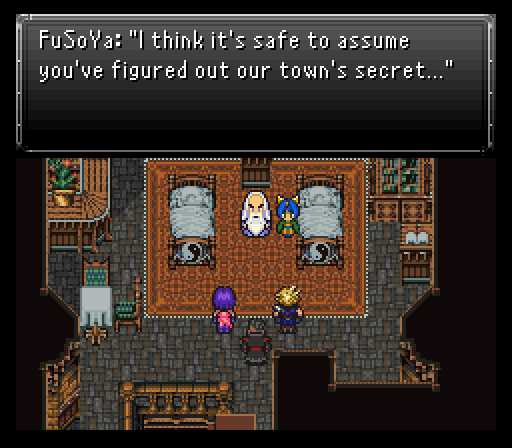 FuSoYa: "I think it's safe to assume
you've figured out our town's secret..."